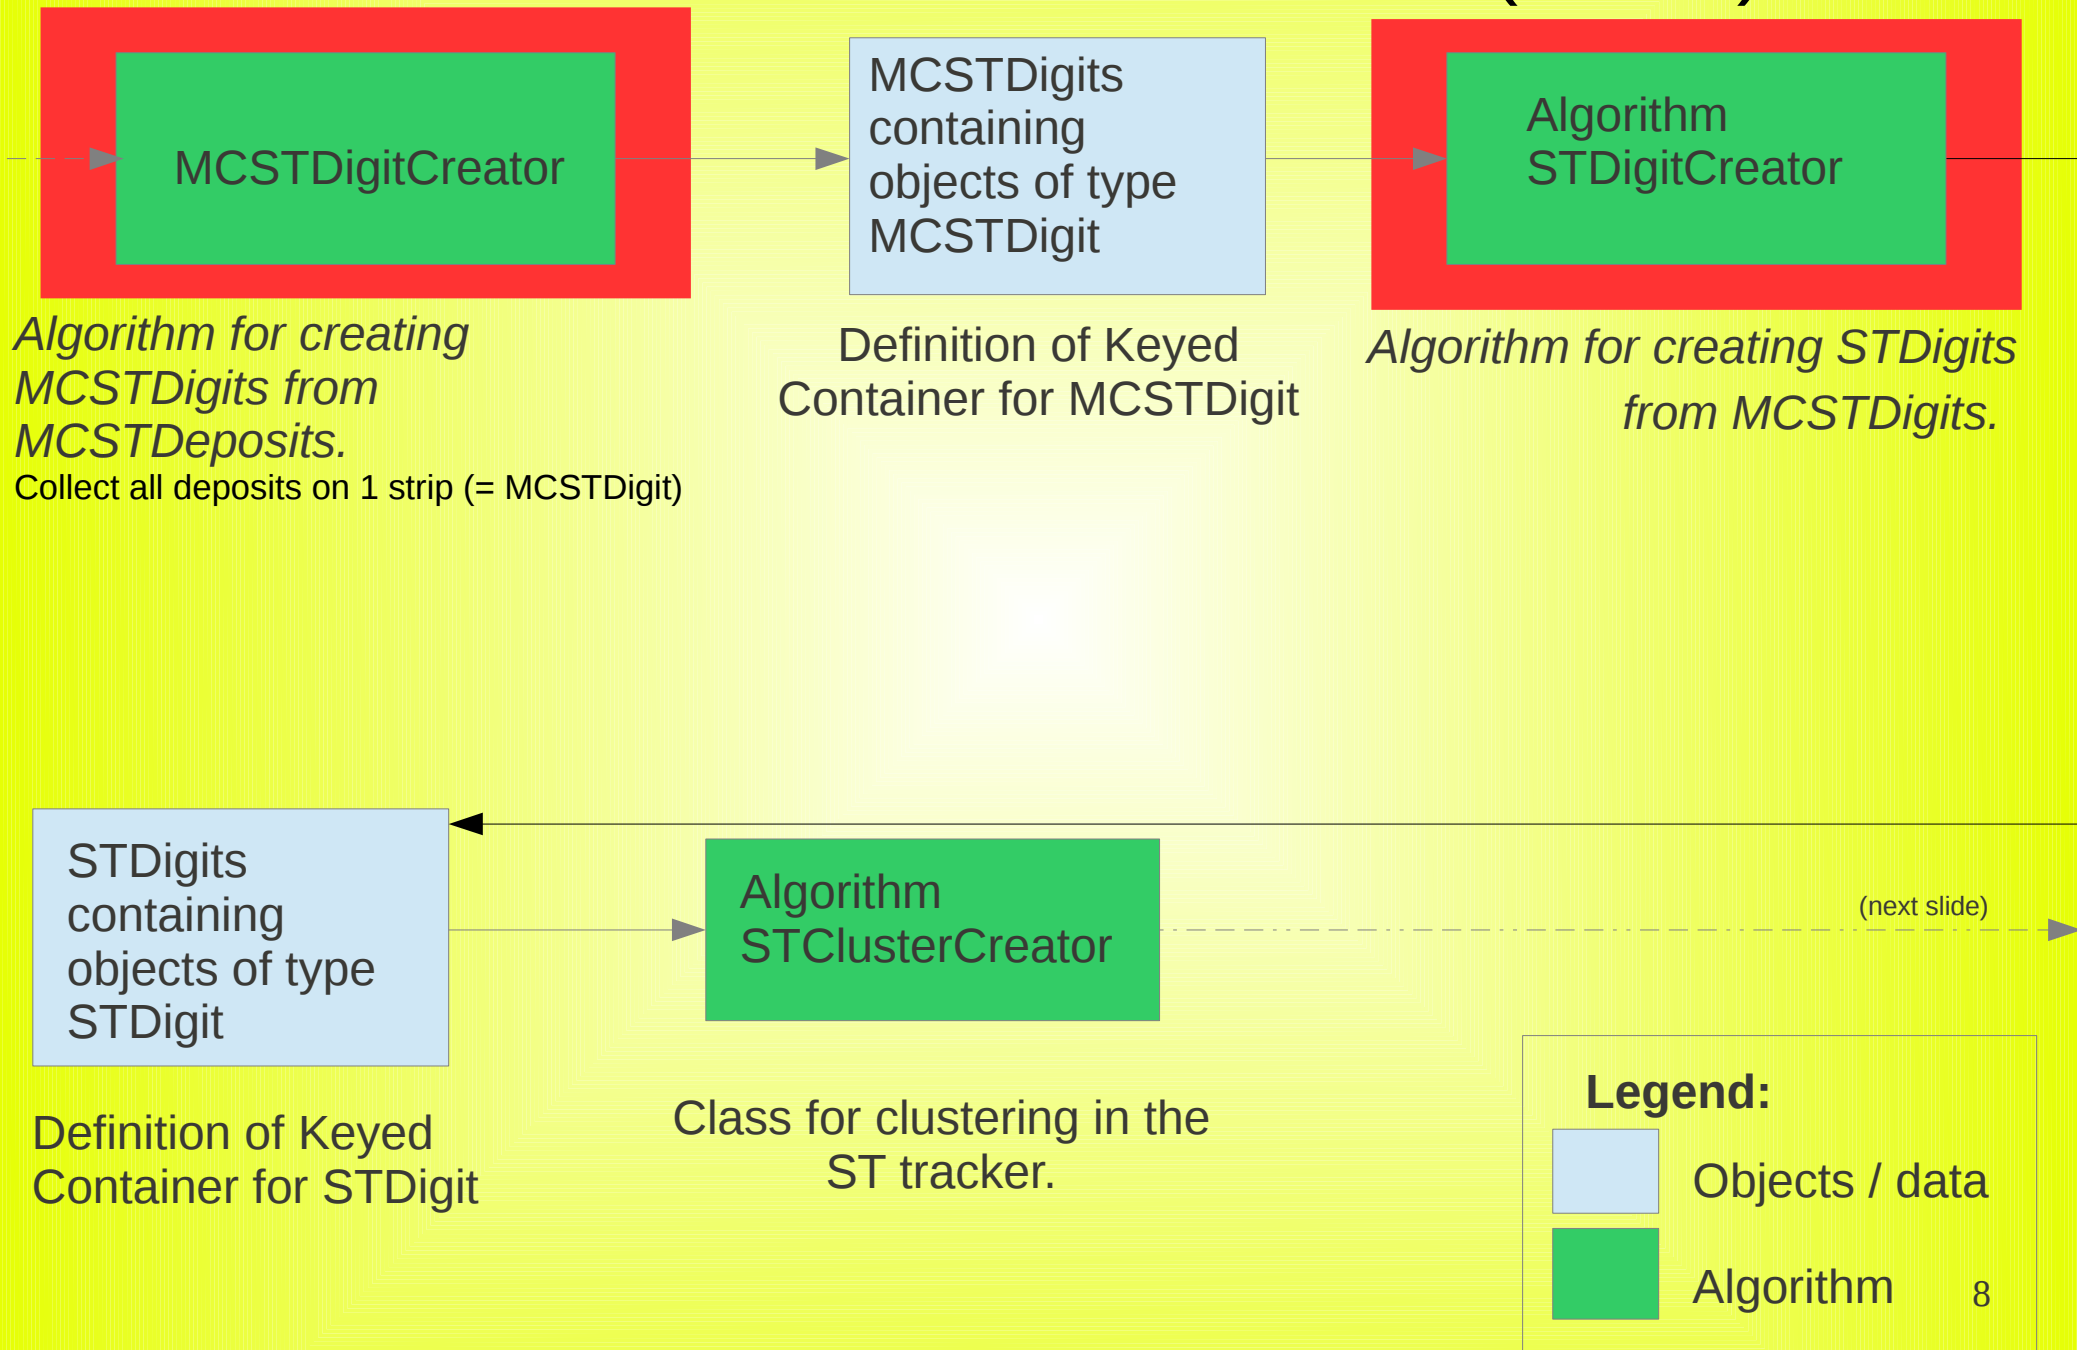 MCSTDigitCreator
MCSTDigits
containing
objects of type
MCSTDigit
Algorithm
STDigitCreator
Algorithm for creating
MCSTDigits from
MCSTDeposits.
Collect all deposits on 1 strip (= MCSTDigit)
Definition of Keyed
Container for MCSTDigit
Algorithm for creating STDigits
from MCSTDigits.
STDigits
containing
objects of type
STDigit
Algorithm
STClusterCreator
(next slide)
Definition of Keyed
Container for STDigit
Class for clustering in the
ST tracker.
Legend:
Objects / data
Algorithm
8